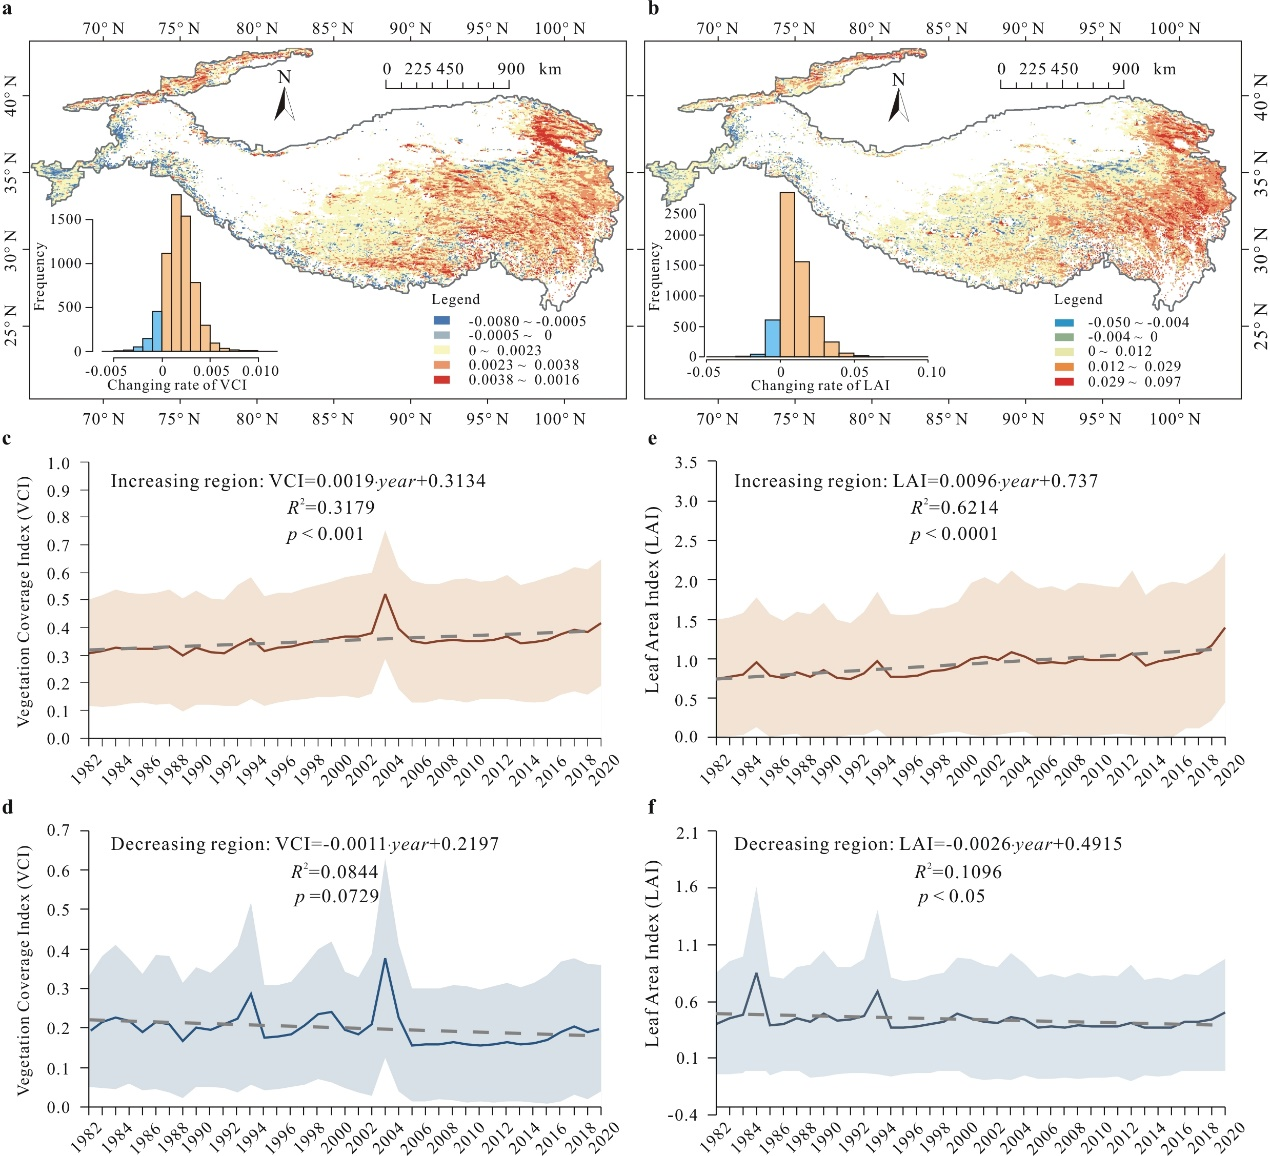 a
70° N 75° N 80° N 85° N 90° N 95° N 100° N
40° N
35° N
30° N
25° N
N
0 225 450 900 km
Frequency
1500
1000
500
0
-0.005 0 0.005 0.010
Changing rate of VCI
Legend
-0.0080 ~ -0.0005
-0.0005 ~ 0
0 ~ 0.0023
0.0023 ~ 0.0038
0.0038 ~ 0.0016
70° N 75° N 80° N 85° N 90° N 95° N 100° N
b
70° N 75° N 80° N 85° N 90° N 95° N 100° N
40° N
35° N
30° N
25° N
N
0 225 450 900 km
Frequency
2500
2000
1500
1000
500
0
-0.05 0 0.05 0.10
Changing rate of LAI
Legend
-0.050 ~ -0.004
-0.004 ~ 0
0 ~ 0.012
0.012 ~ 0.029
0.029 ~ 0.097
70° N 75° N 80° N 85° N 90° N 95° N 100° N
c
Vegetation Coverage Index (VCI)
1.0
0.9
0.8
0.7
0.6
0.5
0.4
0.3
0.2
0.1
0.0
Increasing region: VCI=0.0019·year+0.3134
R²=0.3179
p < 0.001
1982 1984 1986 1988 1990 1992 1994 1996 1998 2000 2002 2004 2006 2008 2010 2012 2014 2016 2018 2020
e
Leaf Area Index (LAI)
3.5
3.0
2.5
2.0
1.5
1.0
0.5
0.0
Increasing region: LAI=0.0096·year+0.737
R²=0.6214
p < 0.0001
1982 1984 1986 1988 1990 1992 1994 1996 1998 2000 2002 2004 2006 2008 2010 2012 2014 2016 2018 2020
d
Vegetation Coverage Index (VCI)
0.7
0.6
0.5
0.4
0.3
0.2
0.1
0.0
Decreasing region: VCI=-0.0011·year+0.2197
R²=0.0844
p =0.0729
1982 1984 1986 1988 1990 1992 1994 1996 1998 2000 2002 2004 2006 2008 2010 2012 2014 2016 2018 2020
f
Leaf Area Index (LAI)
2.1
1.6
1.1
0.6
0.1
-0.4
Decreasing region: LAI=-0.0026·year+0.4915
R²=0.1096
p < 0.05
1982 1984 1986 1988 1990 1992 1994 1996 1998 2000 2002 2004 2006 2008 2010 2012 2014 2016 2018 2020